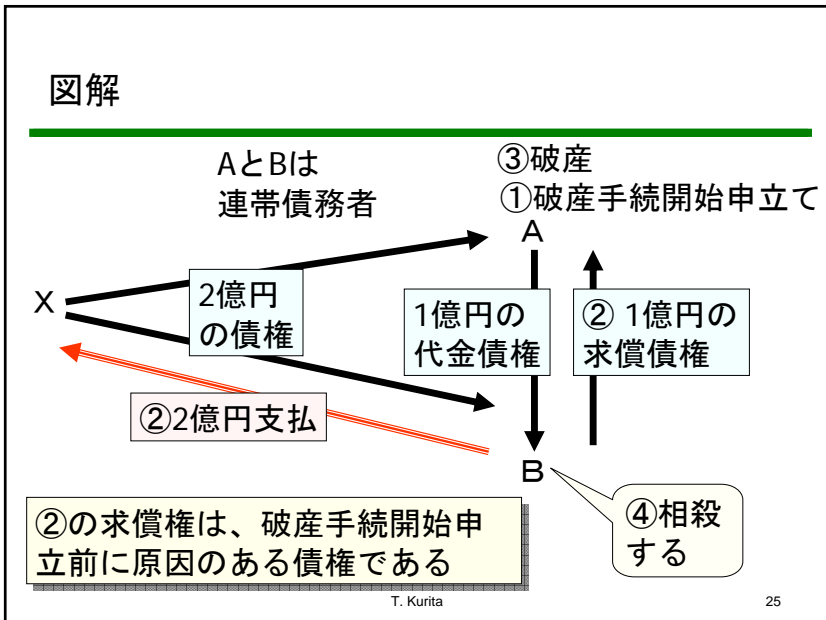 図解
AとBは
連帯債務者
③破産
①破産手続開始申立て
A
X
2億円
の債権
1億円の
代金債権
② 1億円の
求償債権
②2億円支払
B
②の求償権は、破産手続開始申
立前に原因のある債権である
④相殺
する
T. Kurita
25